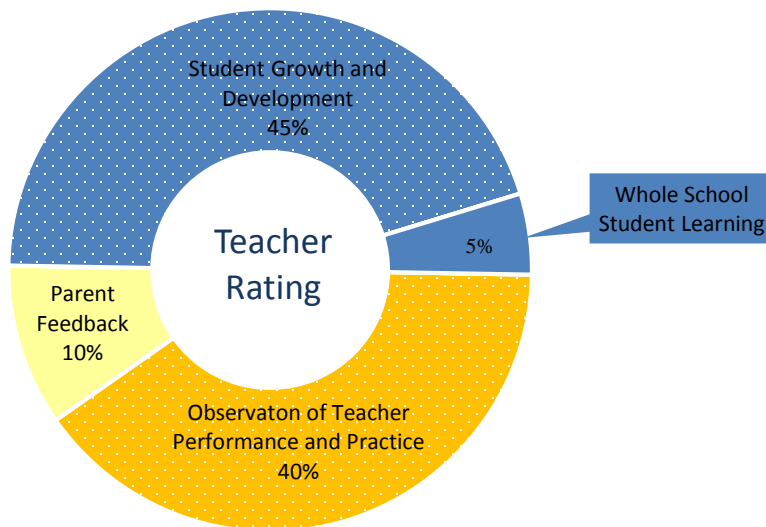 Student Growth and
Development
45%
Whole School
Student Learning
5%
Teacher
Rating
Parent
Feedback
10%
Observaton of Teacher
Performance and Practice
40%